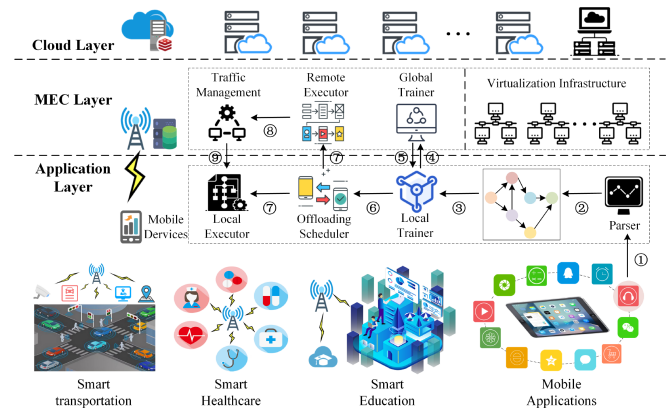 Cloud Layer
...
Traffic
Management
Remote
Executor
Global
Trainer
Virtualization Infrastructure
MEC Layer
⑧
...
⑨
⑦
⑤
④
Application
Layer
Mobile
Dervices
Local
Executor
⑦
Offloading
Scheduler
⑥
Local
Trainer
③
②
Parser
①
Smart
transportation
Smart
Healthcare
Smart
Education
Mobile
Applications